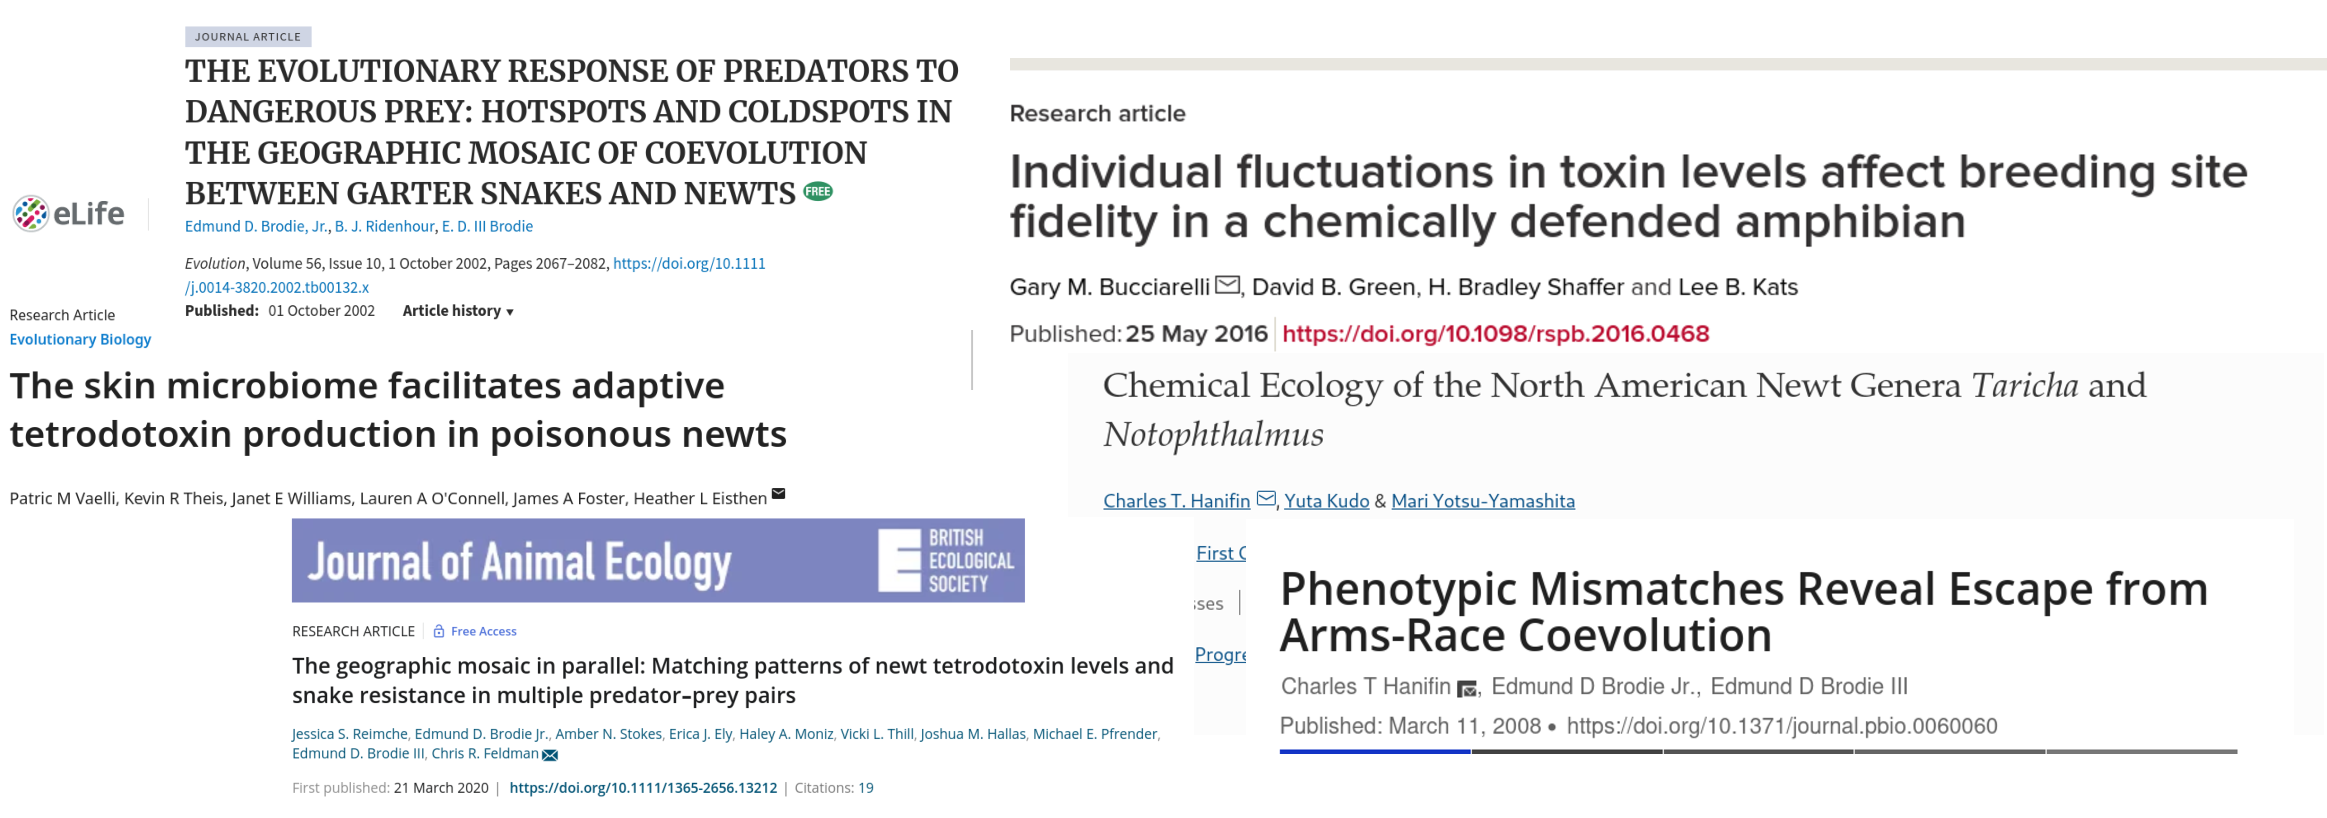 JOURNAL ARTICLE
THE EVOLUTIONARY RESPONSE OF PREDATORS TO
DANGEROUS PREY: HOTSPOTS AND COLDSPOTS IN
THE GEOGRAPHIC MOSAIC OF COEVOLUTION
BETWEEN GARTER SNAKES AND NEWTS FREE
Edmund D. Brodie, Jr., B. J. Ridenhour, E. D. III Brodie
Evolution, Volume 56, Issue 10, 1 October 2002, Pages 2067–2082, https://doi.org/10.1111
/j.0014-3820.2002.tb00132.x
Published: 01 October 2002 Article history ▾
eLife
Research Article
Evolutionary Biology
The skin microbiome facilitates adaptive
tetrodotoxin production in poisonous newts
Patric M Vaelli, Kevin R Theis, Janet E Williams, Lauren A O'Connell, James A Foster, Heather L Eisthen
Research article
Individual fluctuations in toxin levels affect breeding site
fidelity in a chemically defended amphibian
Gary M. Bucciarelli, David B. Green, H. Bradley Shaffer and Lee B. Kats
Published: 25 May 2016 https://doi.org/10.1098/rspb.2016.0468
Chemical Ecology of the North American Newt Genera Taricha and
Notophthalmus
Charles T. Hanifin, Yuta Kudo & Mari Yotsu-Yamashita
First C
sses
Progre
Journal of Animal Ecology
BRITISH
ECOLOGICAL
SOCIETY
RESEARCH ARTICLE Free Access
The geographic mosaic in parallel: Matching patterns of newt tetrodotoxin levels and
snake resistance in multiple predator–prey pairs
Jessica S. Reimche, Edmund D. Brodie Jr., Amber N. Stokes, Erica J. Ely, Haley A. Moniz, Vicki L. Thill, Joshua M. Hallas, Michael E. Pfrender,
Edmund D. Brodie III, Chris R. Feldman
First published: 21 March 2020 | https://doi.org/10.1111/1365-2656.13212 | Citations: 19
Phenotypic Mismatches Reveal Escape from
Arms-Race Coevolution
Charles T Hanifin, Edmund D Brodie Jr., Edmund D Brodie III
Published: March 11, 2008 • https://doi.org/10.1371/journal.pbio.0060060